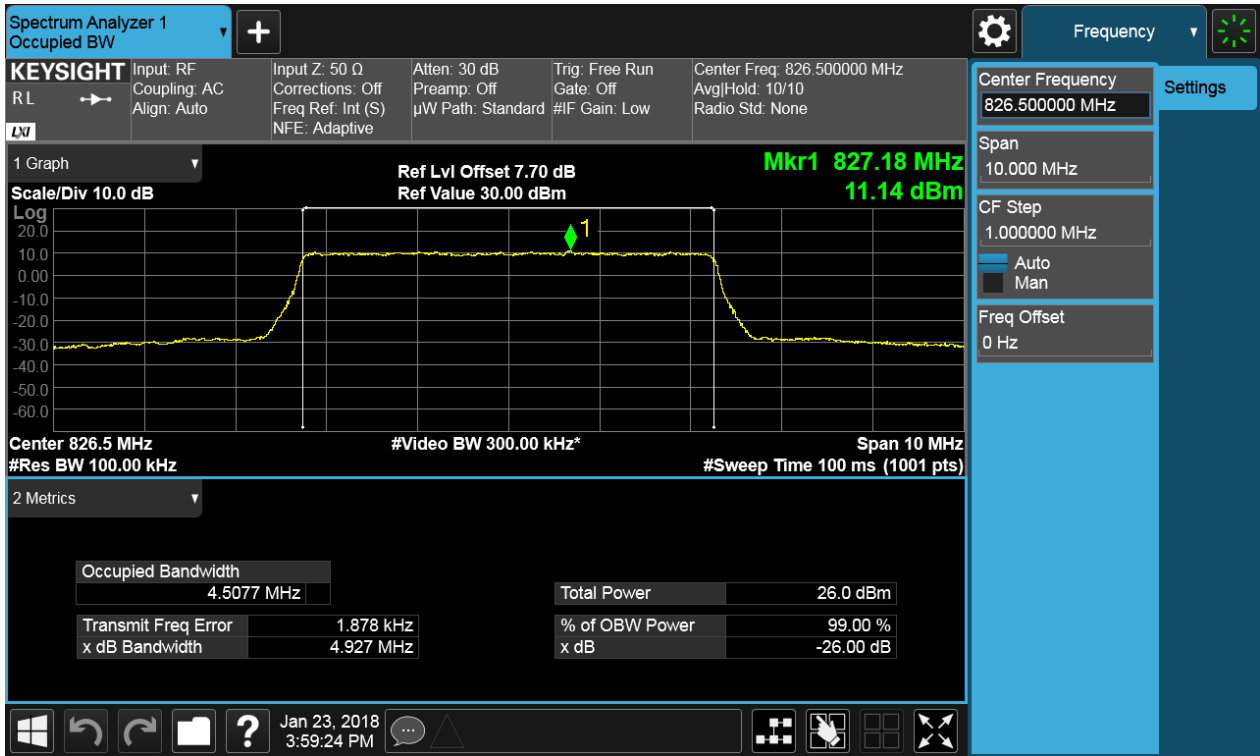 Spectrum Analyzer 1
Occupied BW
+
Frequency
KEYSIGHT
R L
LXI
Input: RF
Coupling: AC
Align: Auto
Input Z: 50 Ω
Corrections: Off
Freq Ref: Int (S)
NFE: Adaptive
Atten: 30 dB
Preamp: Off
µW Path: Standard
Trig: Free Run
Gate: Off
#IF Gain: Low
Center Freq: 826.500000 MHz
Avg|Hold: 10/10
Radio Std: None
Center Frequency
826.500000 MHz
Settings
Span
10.000 MHz
CF Step
1.000000 MHz
Auto
Man
Freq Offset
0 Hz
1 Graph
Scale/Div 10.0 dB
Ref Lvl Offset 7.70 dB
Ref Value 30.00 dBm
Mkr1 827.18 MHz
11.14 dBm
Log
20.0
10.0
0.00
-10.0
-20.0
-30.0
-40.0
-50.0
-60.0
1
Center 826.5 MHz
#Video BW 300.00 kHz*
Span 10 MHz
#Res BW 100.00 kHz
#Sweep Time 100 ms (1001 pts)
2 Metrics
Occupied Bandwidth
4.5077 MHz
Total Power 26.0 dBm
Transmit Freq Error 1.878 kHz
% of OBW Power 99.00 %
x dB Bandwidth 4.927 MHz
x dB -26.00 dB
?
Jan 23, 2018
3:59:24 PM